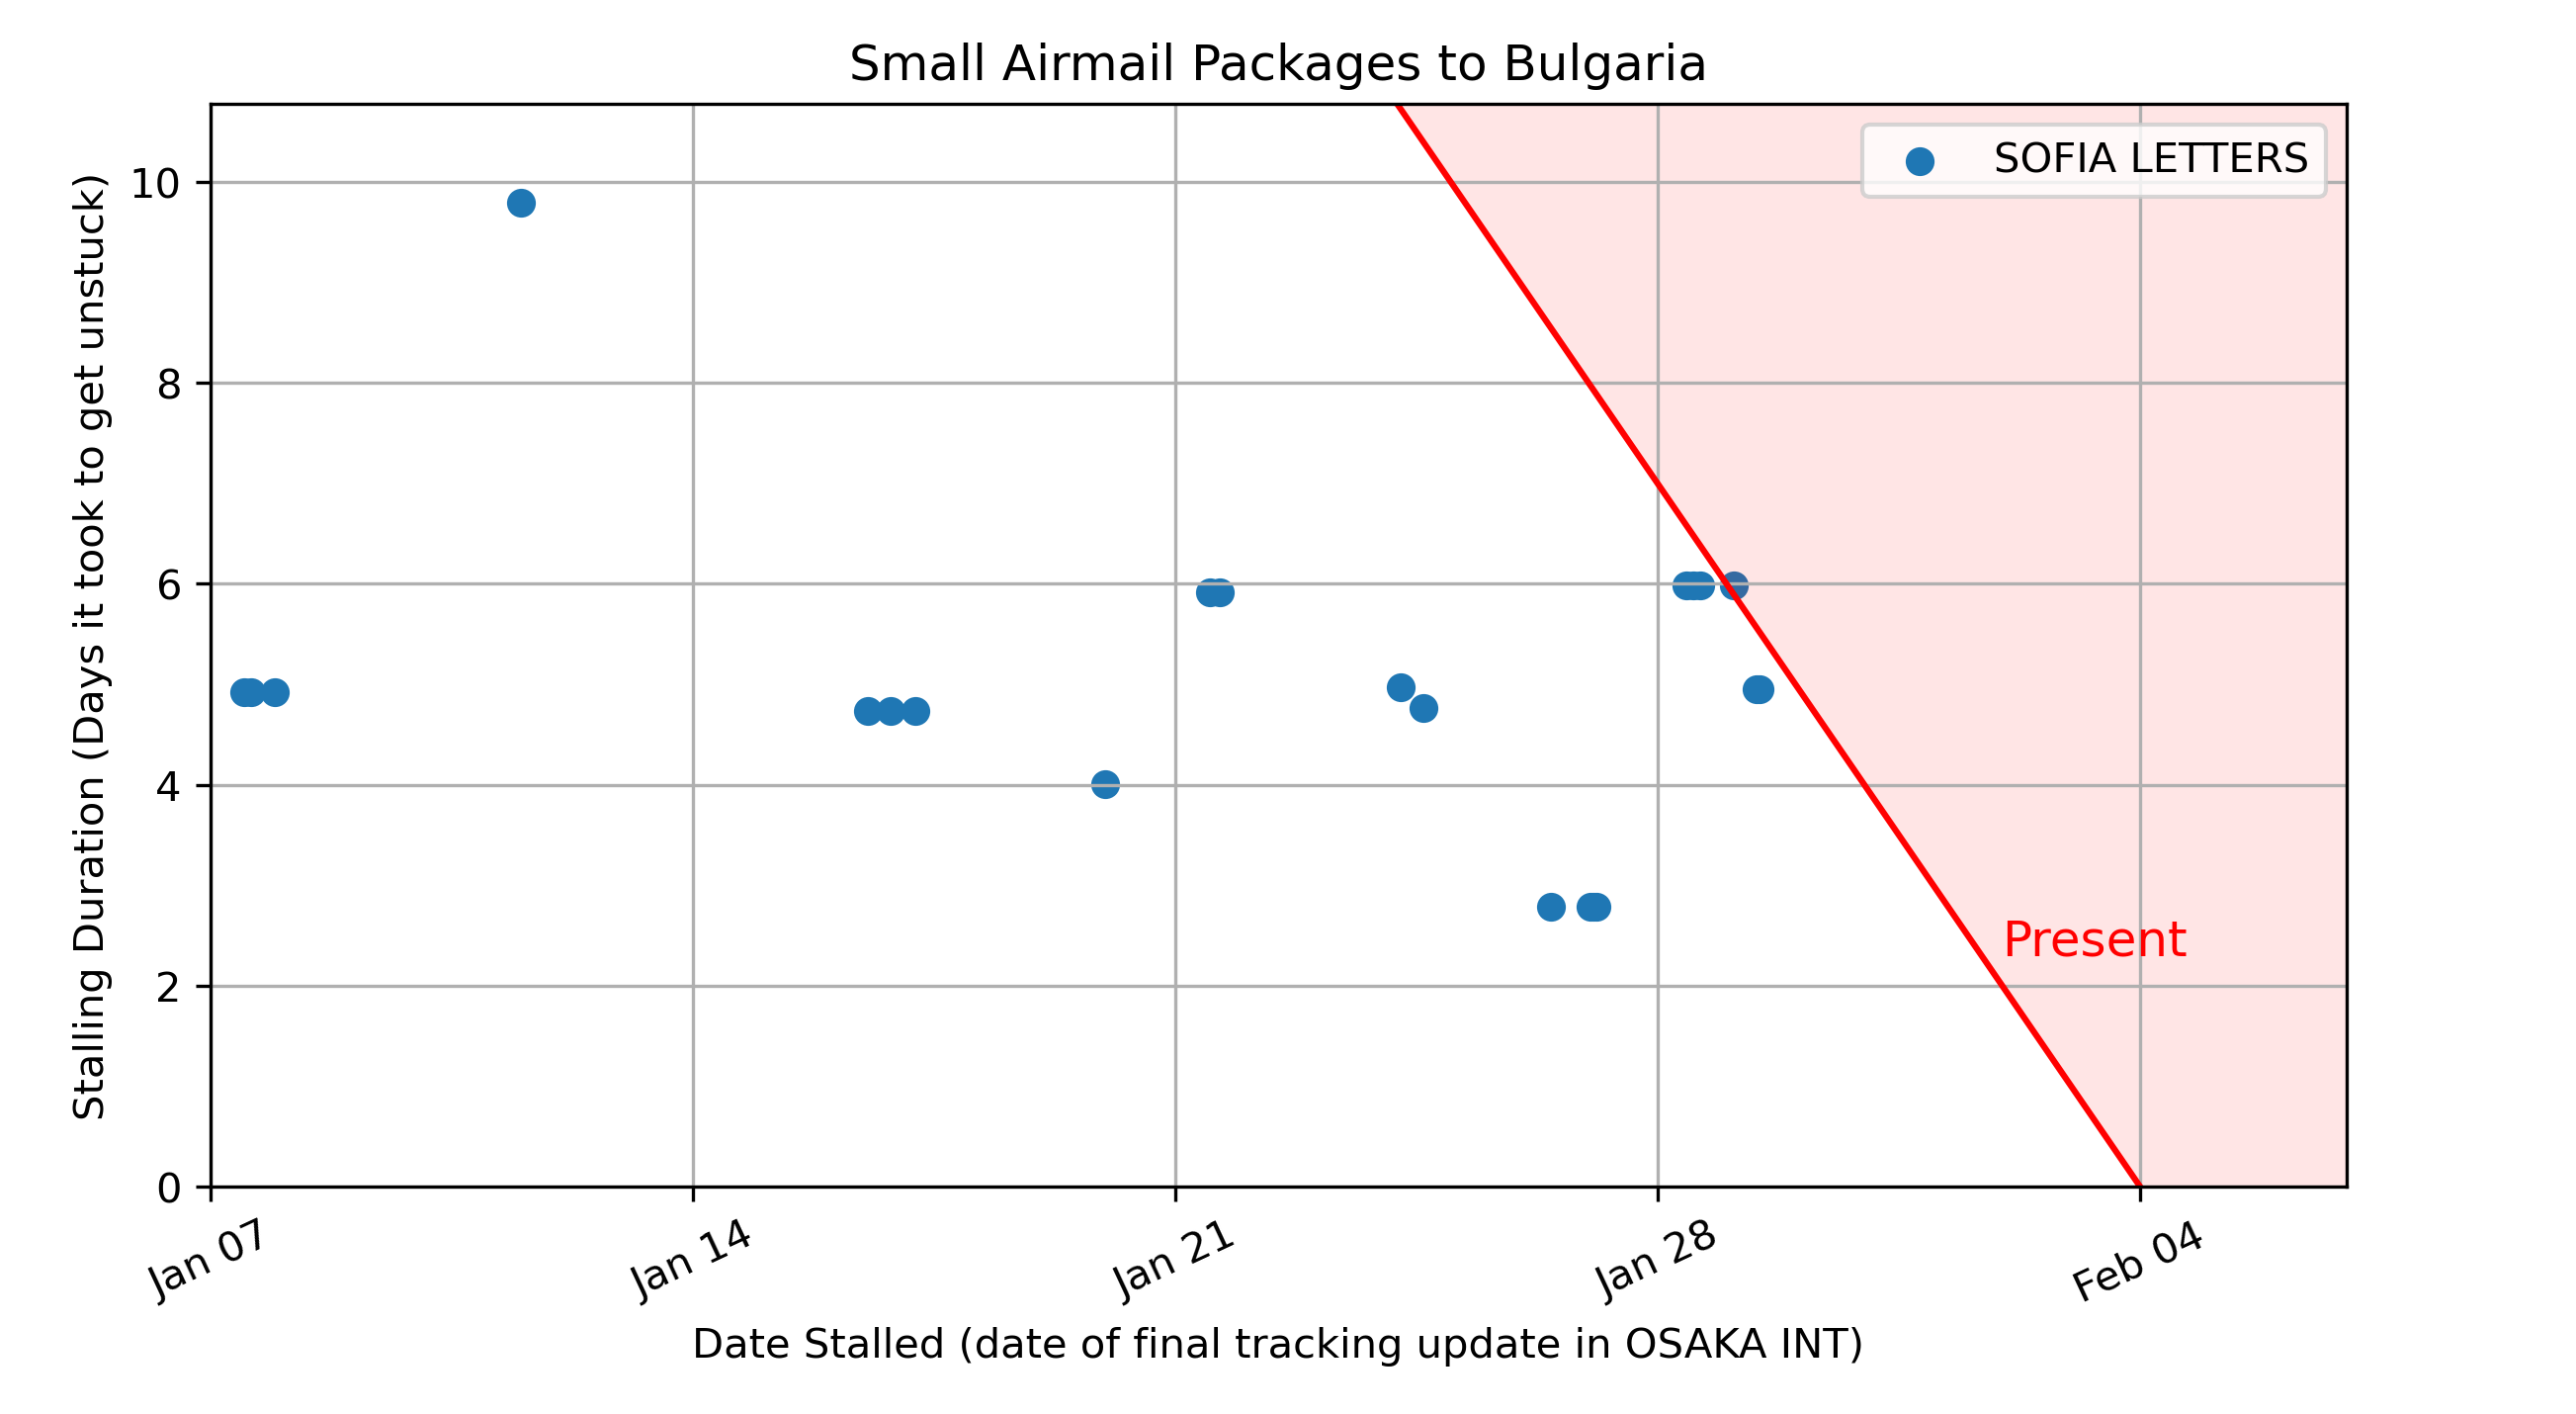 Small Airmail Packages to Bulgaria
SOFIA LETTERS
Stalling Duration (Days it took to get unstuck)
10
8
6
4
2
0
Present
Jan 07
Jan 14
Jan 21
Jan 28
Feb 04
Date Stalled (date of final tracking update in OSAKA INT)